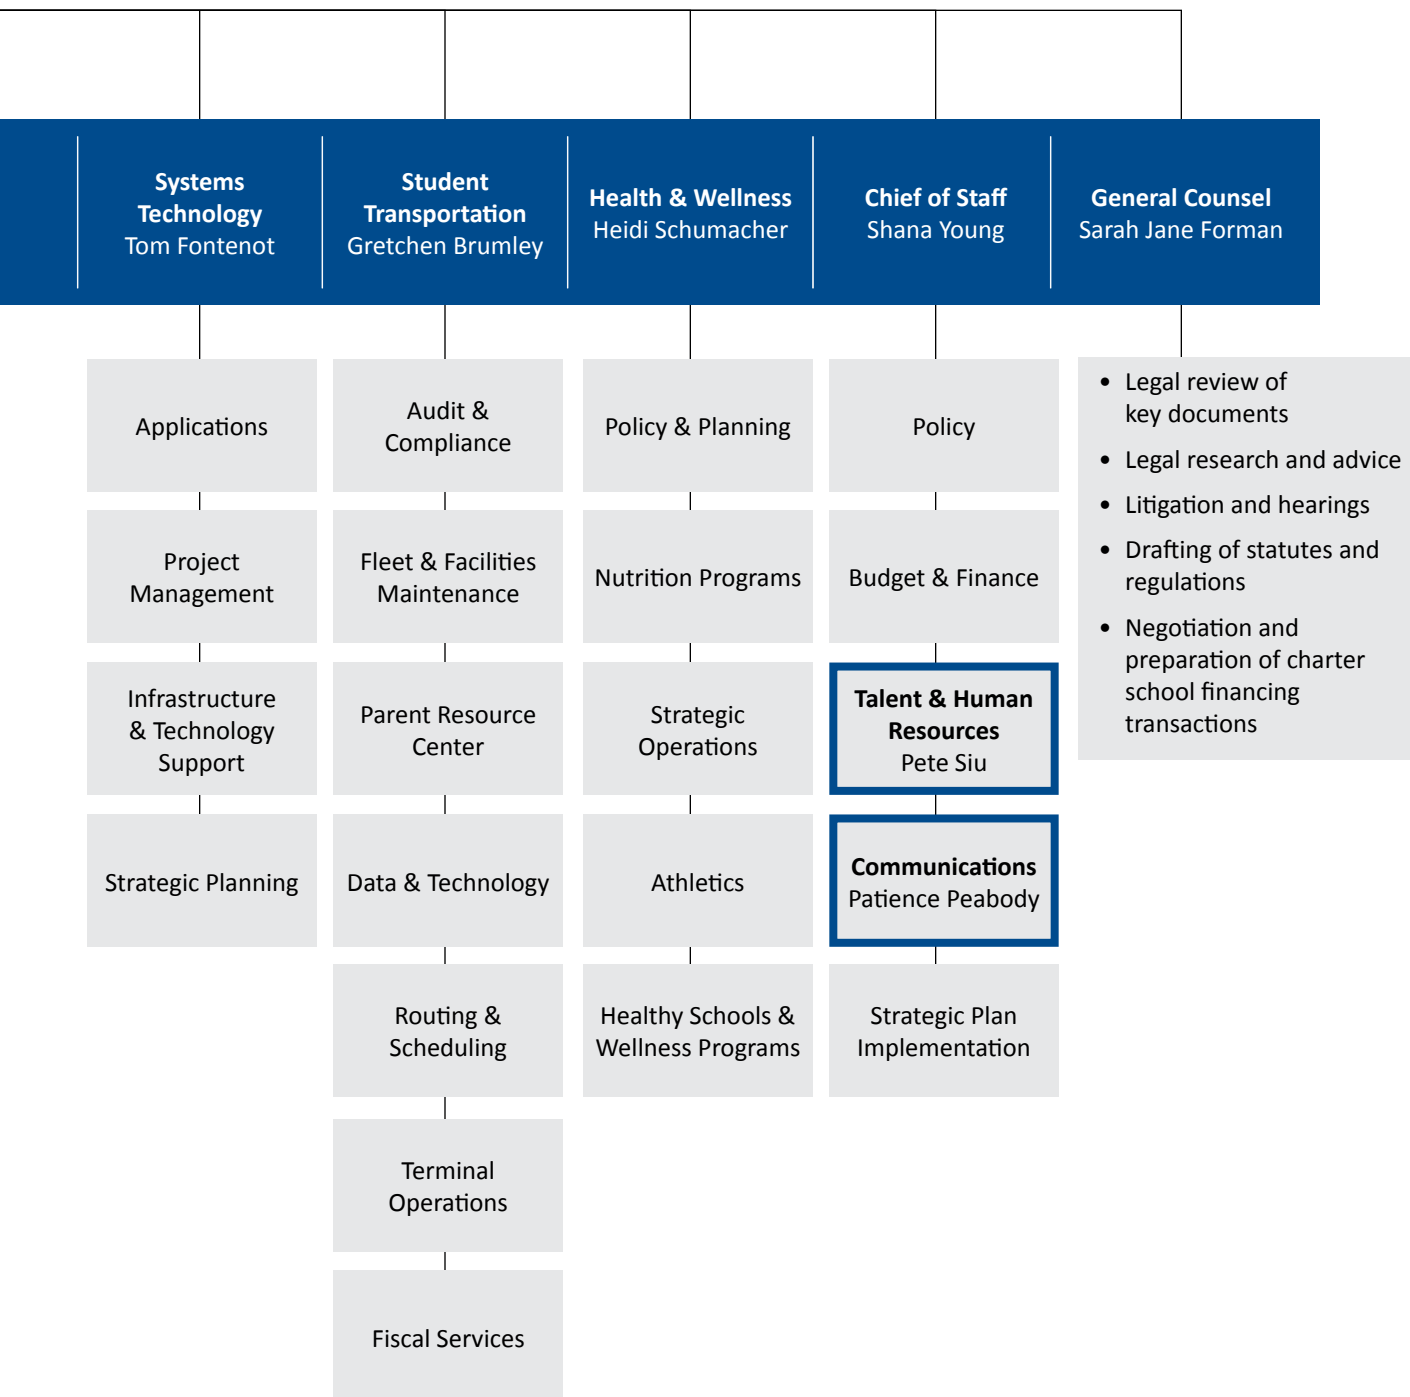 Systems
Technology
Tom Fontenot
Student
Transportation
Gretchen Brumley
Health & Wellness
Heidi Schumacher
Chief of Staff
Shana Young
General Counsel
Sarah Jane Forman
Applications
Project
Management
Infrastructure
& Technology
Support
Strategic Planning
Audit &
Compliance
Fleet & Facilities
Maintenance
Parent Resource
Center
Data & Technology
Routing &
Scheduling
Terminal
Operations
Fiscal Services
Policy & Planning
Nutrition Programs
Strategic
Operations
Athletics
Healthy Schools &
Wellness Programs
Policy
Budget & Finance
Talent & Human
Resources
Pete Siu
Communications
Patience Peabody
Strategic Plan
Implementation
• Legal review of
key documents
• Legal research and advice
• Litigation and hearings
• Drafting of statutes and
regulations
• Negotiation and
preparation of charter
school financing
transactions